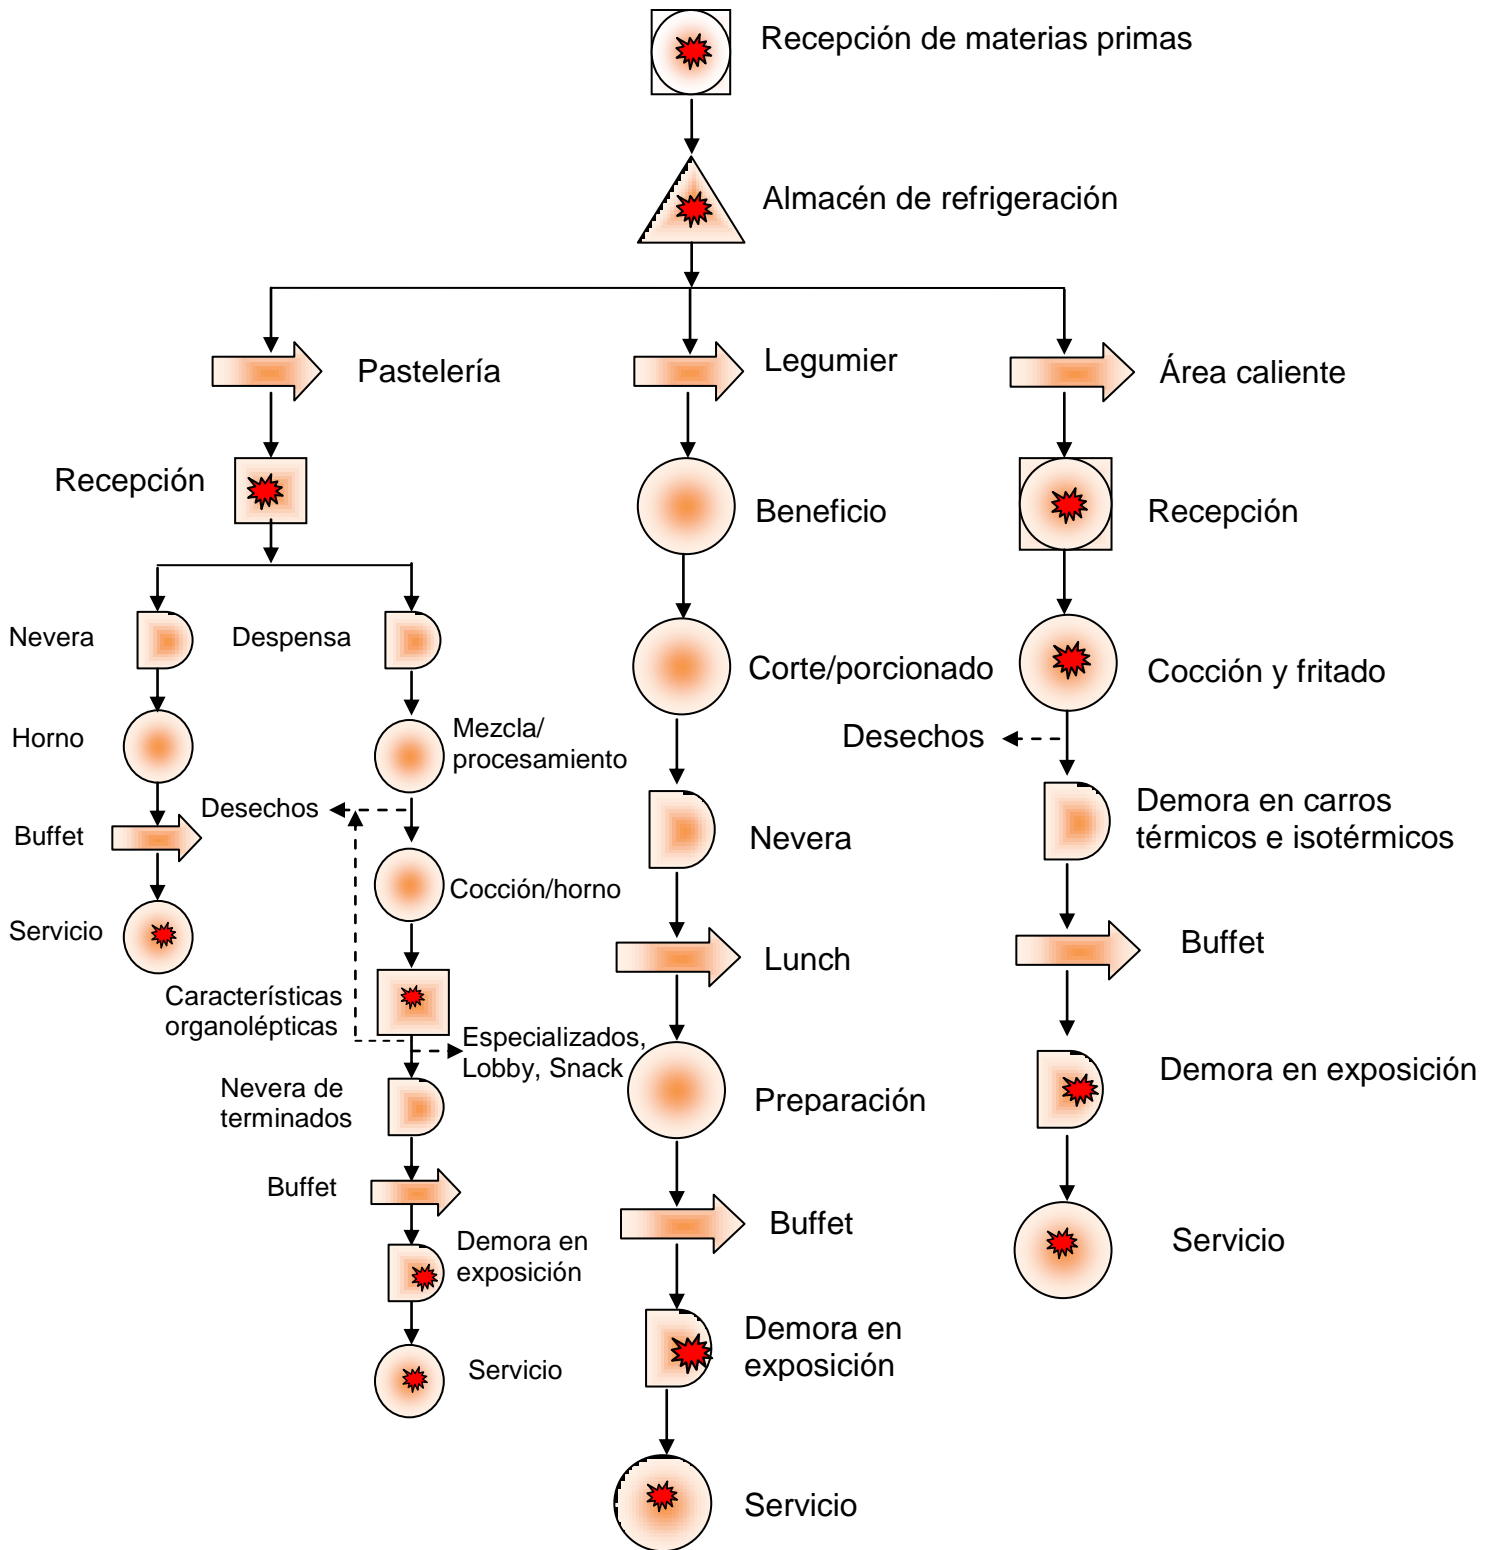 Recepción de materias primas
Almacén de refrigeración
Pastelería
Legumier
Área caliente
Recepción
Beneficio
Recepción
Nevera
Despensa
Corte/porcionado
Cocción y fritado
Horno
Mezcla/
procesamiento
Desechos
Desechos
Buffet
Nevera
Demora en carros
térmicos e isotérmicos
Cocción/horno
Servicio
Lunch
Buffet
Características
organolépticas
Especializados,
Lobby, Snack
Nevera de
terminados
Preparación
Demora en exposición
Buffet
Buffet
Demora en
exposición
Servicio
Demora en
exposición
Servicio
Servicio